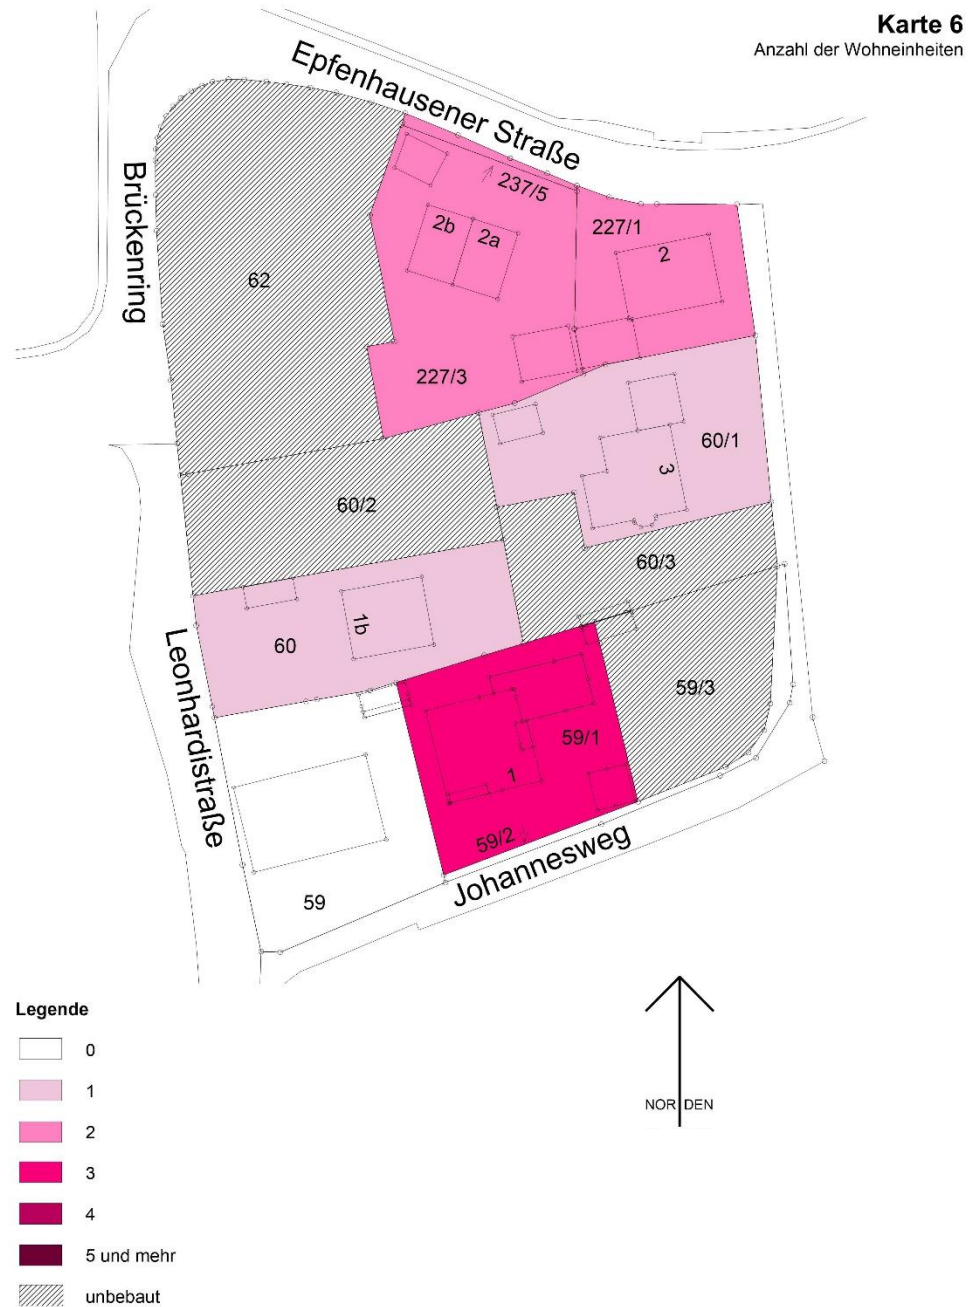 Karte 6
Anzahl der Wohneinheiten
Epfenhausener Straße
Brückenring
237/5
227/1
2b
2a
2
62
227/3
60/1
3
60/2
60/3
1b
60
Leonhardistraße
59/3
59/1
1
59/2
Johannesweg
59
Legende
0
1
2
3
4
5 und mehr
unbebaut
NORDEN